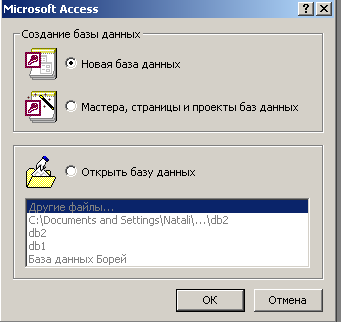 Microsoft Access
Создание базы данных
Новая база данных
Мастера, страницы и проекты баз данных
Открыть базу данных
Другие файлы...
C:\Documents and Settings\Natali\...\db2
db2
db1
База данных Борей
ОК
Отмена